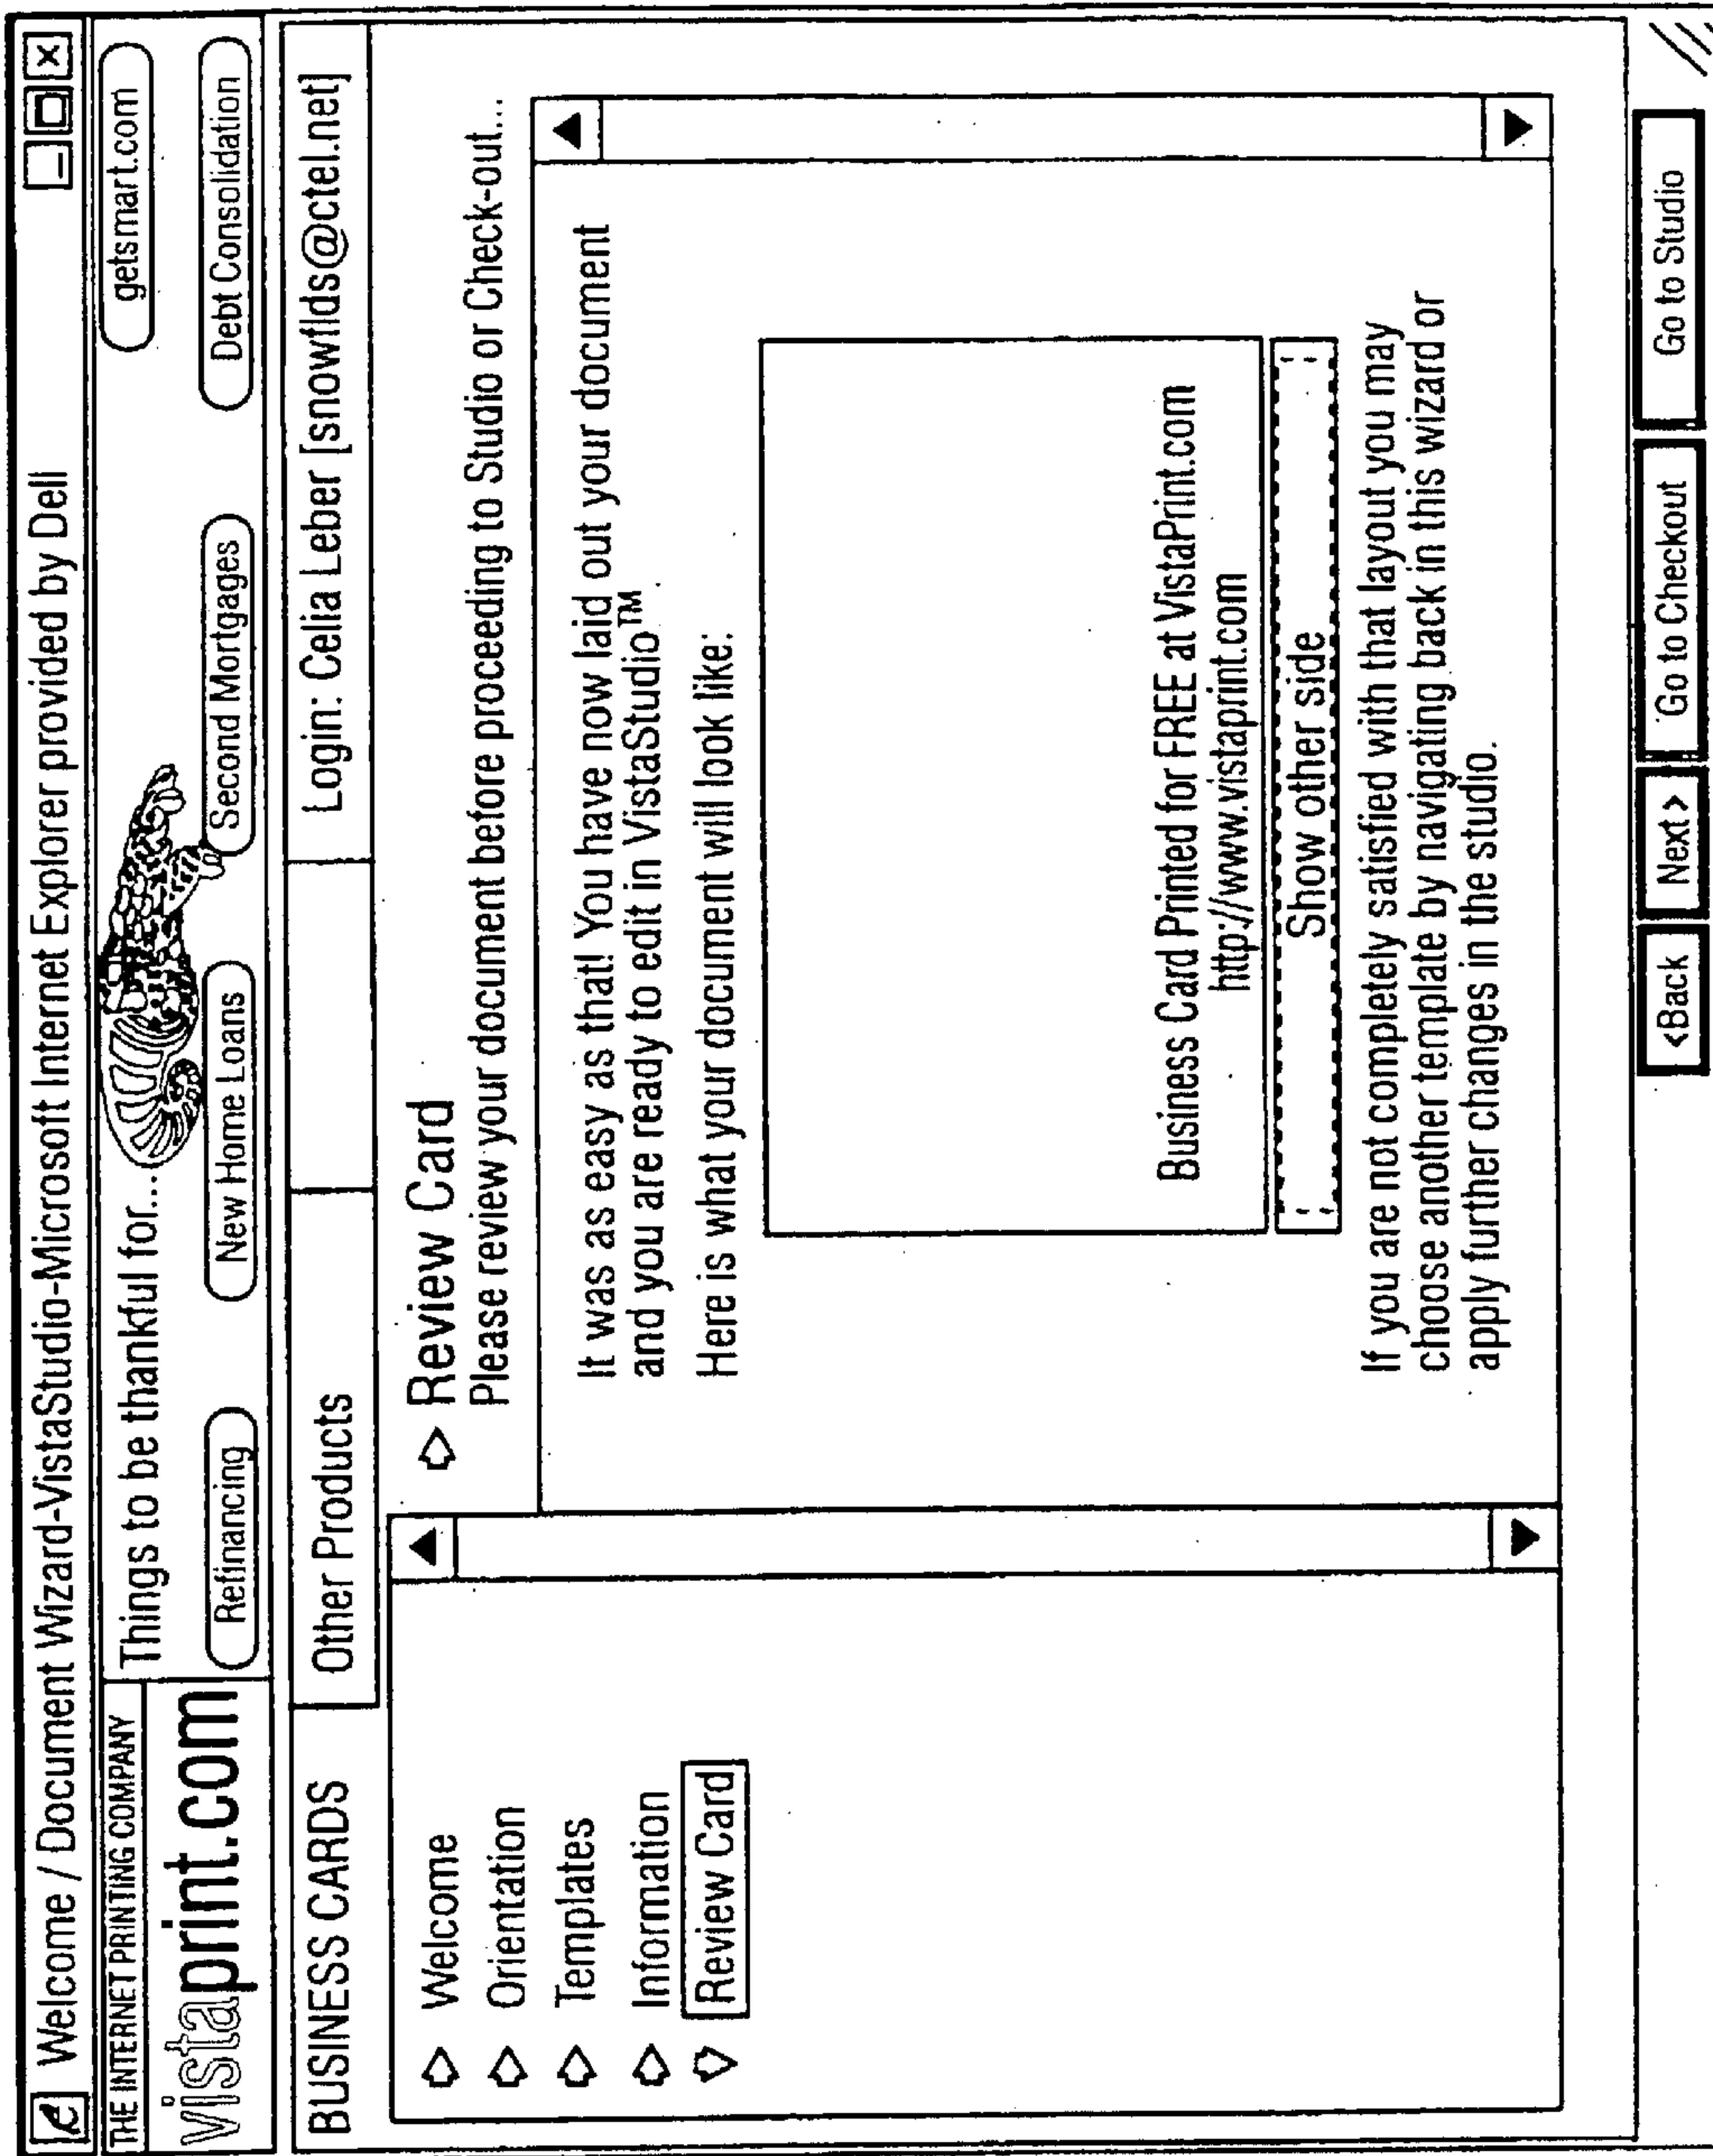 Welcome / Document Wizard-VistaStudio-Microsoft Internet Explorer provided by Dell
THE INTERNET PRINTING COMPANY
vistaprint.com
Things to be thankful for...
getsmart.com
Refinancing
New Home Loans
Second Mortgages
Debt Consolidation
BUSINESS CARDS
Other Products
Login: Celia Leber [snowflds@ctel.net]
Welcome
Orientation
Templates
Information
Review Card
Review Card
Please review your document before proceeding to Studio or Check-out...
It was as easy as that! You have now laid out your document
and you are ready to edit in VistaStudio™
Here is what your document will look like:
Business Card Printed for FREE at VistaPrint.com
http://www.vistaprint.com
Show other side
If you are not completely satisfied with that layout you may
choose another template by navigating back in this wizard or
apply further changes in the studio.
<Back
Next >
Go to Checkout
Go to Studio